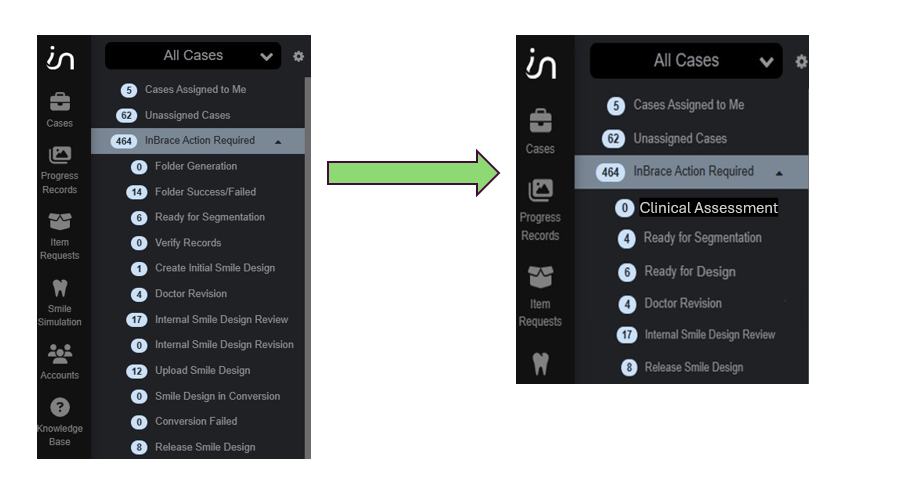 in
All Cases
5 Cases Assigned to Me
62 Unassigned Cases
464 InBrace Action Required
0 Folder Generation
14 Folder Success/Failed
6 Ready for Segmentation
0 Verify Records
1 Create Initial Smile Design
4 Doctor Revision
17 Internal Smile Design Review
0 Internal Smile Design Revision
12 Upload Smile Design
0 Smile Design in Conversion
0 Conversion Failed
8 Release Smile Design
Cases
Progress
Records
Item
Requests
Smile
Simulation
Accounts
Knowledge
Base
in
All Cases
5 Cases Assigned to Me
62 Unassigned Cases
464 InBrace Action Required
0 Clinical Assessment
4 Ready for Segmentation
6 Ready for Design
4 Doctor Revision
17 Internal Smile Design Review
8 Release Smile Design
Cases
Progress
Records
Item
Requests